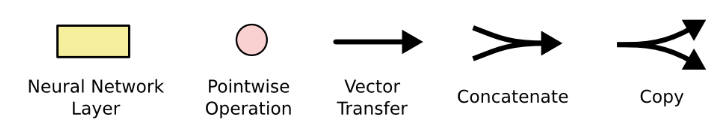 Neural Network
Layer
Pointwise
Operation
Vector
Transfer
Concatenate
Copy